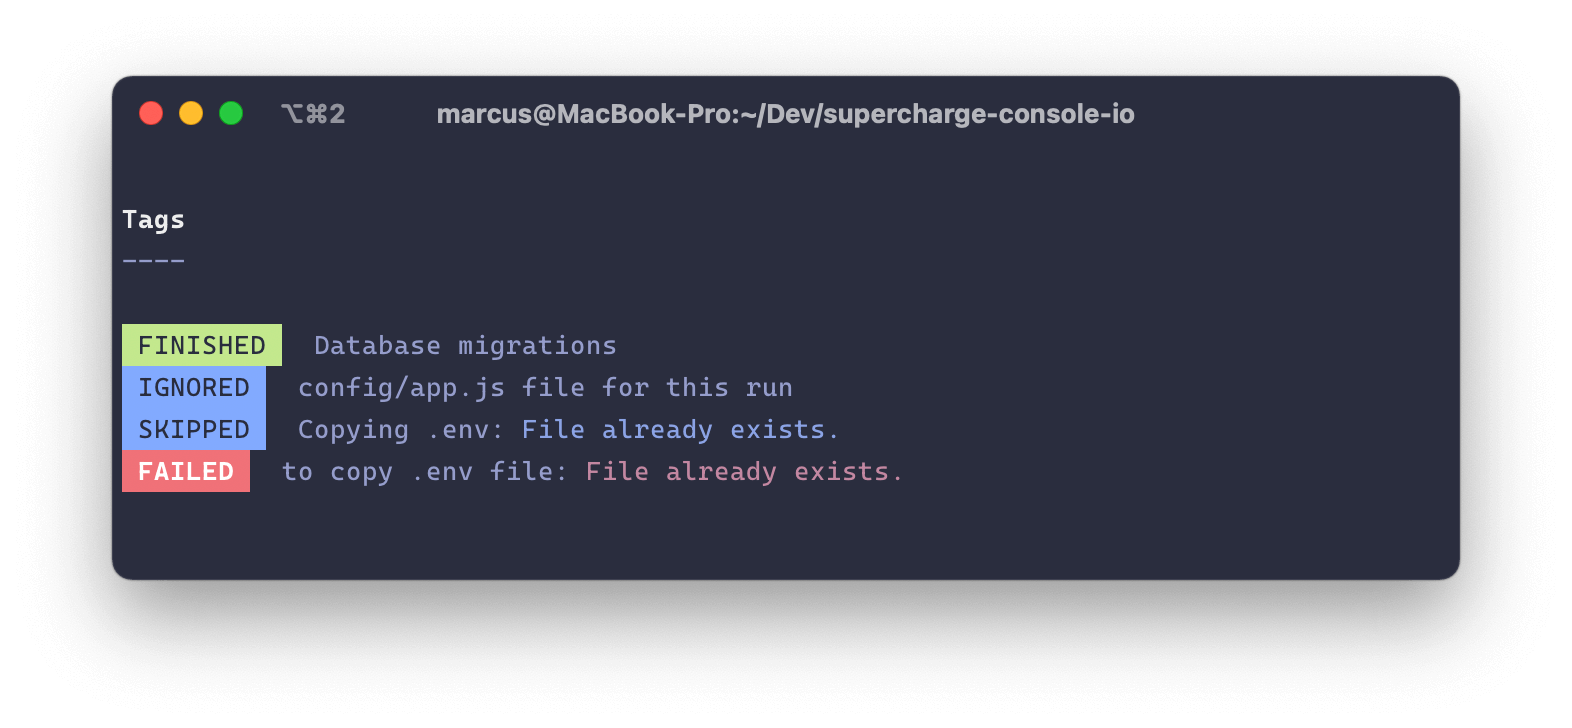 ⌥⌘2 marcus@MacBook-Pro:~/Dev/supercharge-console-io
Tags
----
FINISHED Database migrations
IGNORED config/app.js file for this run
SKIPPED Copying .env: File already exists.
FAILED to copy .env file: File already exists.